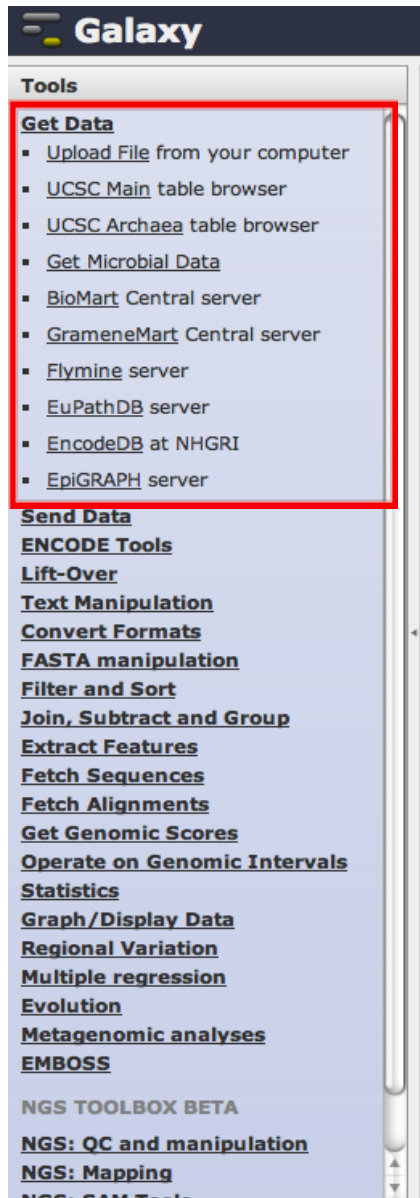 Galaxy
Tools
Get Data
Upload File from your computer
UCSC Main table browser
UCSC Archaea table browser
Get Microbial Data
BioMart Central server
GrameneMart Central server
Flymine server
EuPathDB server
EncodeDB at NHGRI
EpiGRAPH server
Send Data
ENCODE Tools
Lift-Over
Text Manipulation
Convert Formats
FASTA manipulation
Filter and Sort
Join, Subtract and Group
Extract Features
Fetch Sequences
Fetch Alignments
Get Genomic Scores
Operate on Genomic Intervals
Statistics
Graph/Display Data
Regional Variation
Multiple regression
Evolution
Metagenomic analyses
EMBOSS
NGS TOOLBOX BETA
NGS: QC and manipulation
NGS: Mapping
NGS: SAM Tools